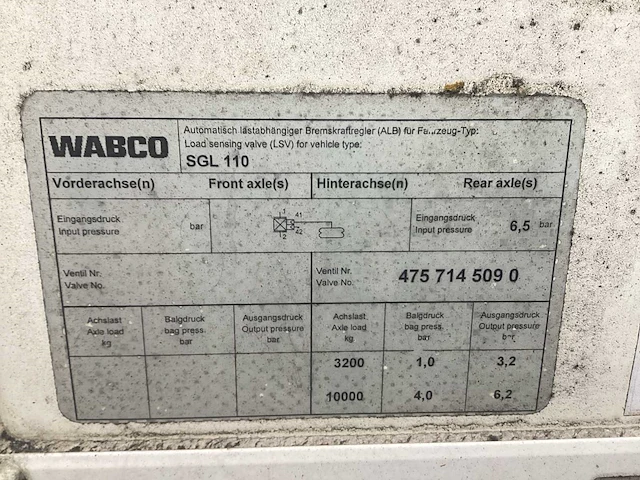 WABCO
Automatisch lastabhängiger Bremskraftregler (ALB) für Fahrzeug-Typ:
Load sensing valve (LSV) for vehicle type:
SGL 110
Vorderachse(n) Front axle(s) Hinterachse(n) Rear axle(s)
Eingangsdruck
Input pressure bar
1 41
2 42
Eingangsdruck
Input pressure 6,5 bar
Ventil Nr.
Valve No.
Ventil Nr.
Valve No. 475 714 509 0
Achslast Balgdruck Ausgangsdruck Achslast Balgdruck Ausgangsdruck
Axle load bag press. Output pressure Axle load bag press. Output pressure
kg bar bar kg bar bar
3200 1,0 3,2
10000 4,0 6,2